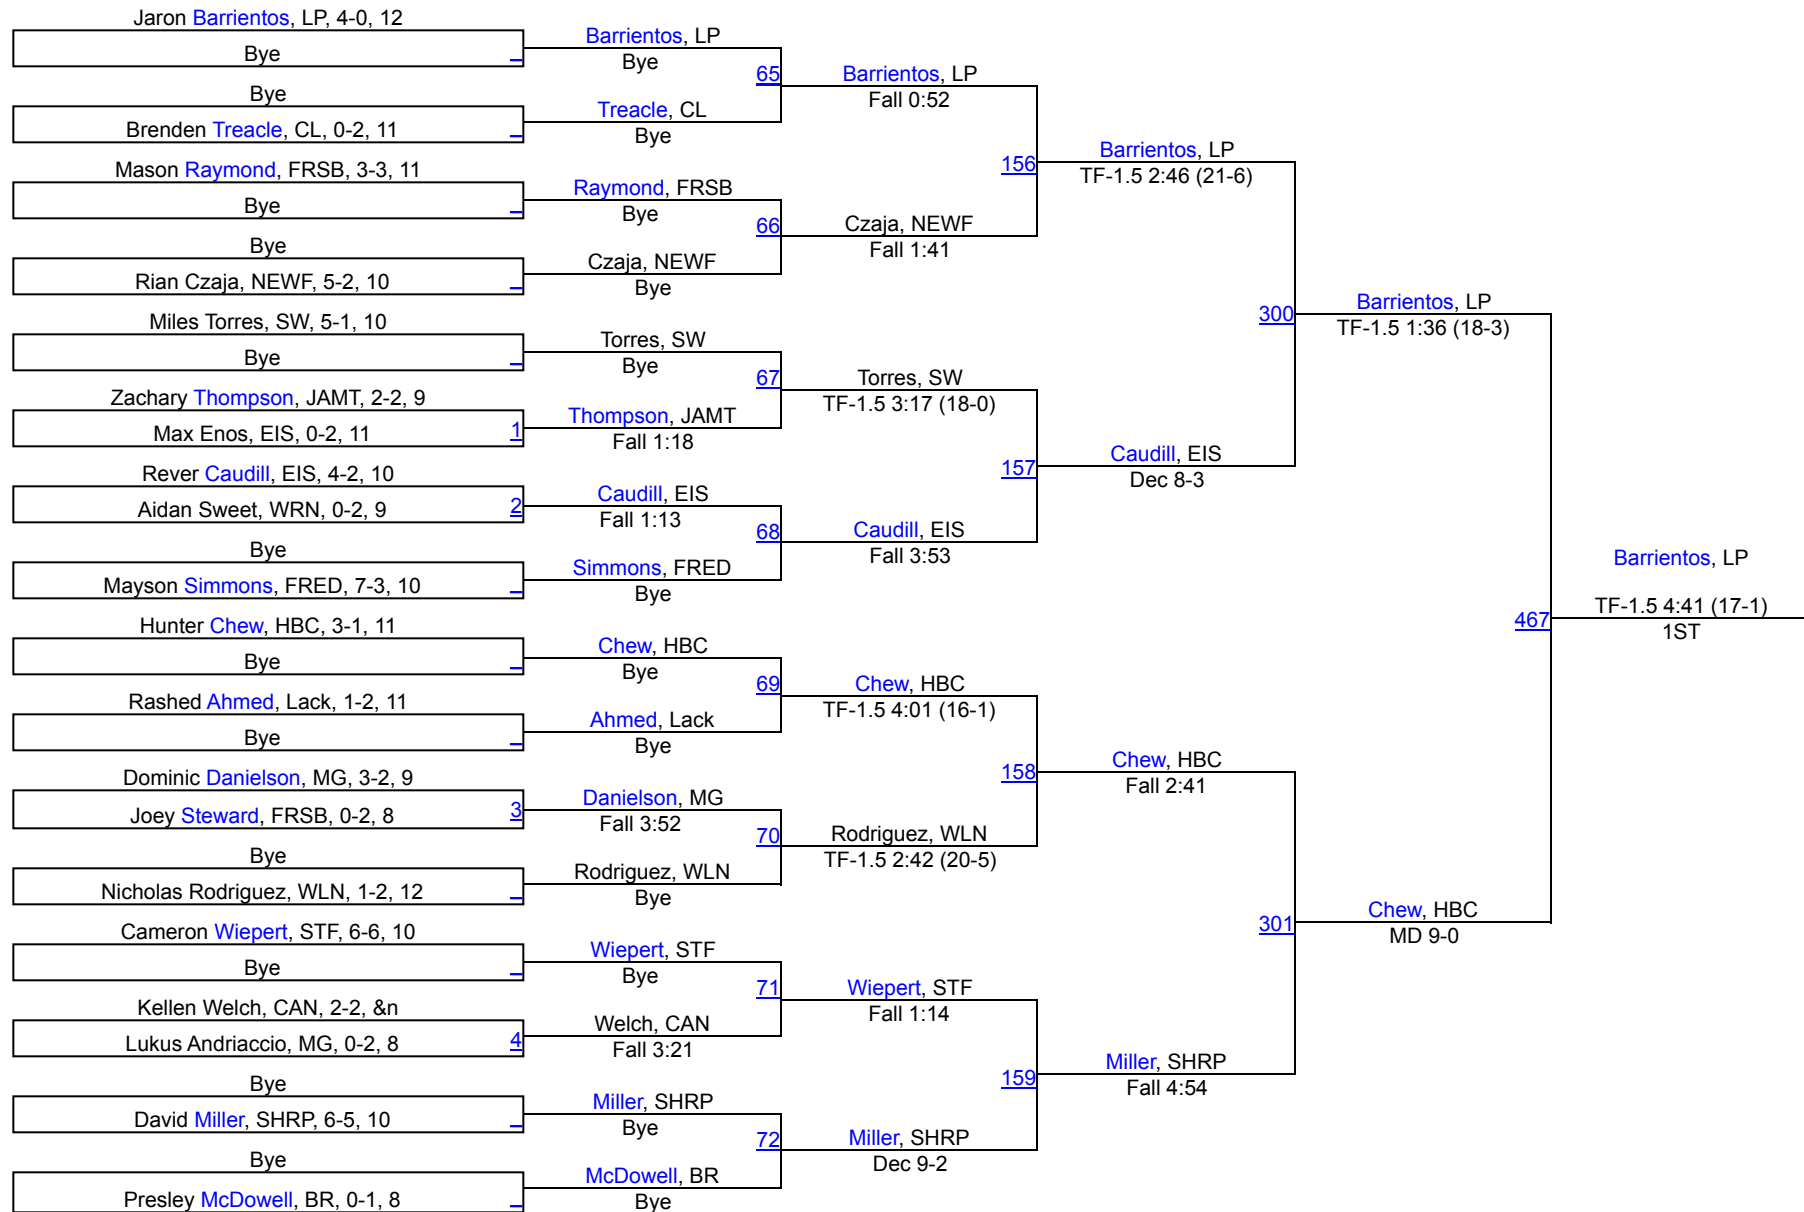 Jaron Barrientos, LP, 4-0, 12
Bye
Bye
Brenden Treacle, CL, 0-2, 11
Mason Raymond, FRSB, 3-3, 11
Bye
Bye
Rian Czaja, NEWF, 5-2, 10
Miles Torres, SW, 5-1, 10
Bye
Zachary Thompson, JAMT, 2-2, 9
Max Enos, EIS, 0-2, 11
1
Rever Caudill, EIS, 4-2, 10
Aidan Sweet, WRN, 0-2, 9
2
Bye
Mayson Simmons, FRED, 7-3, 10
Hunter Chew, HBC, 3-1, 11
Bye
Rashed Ahmed, Lack, 1-2, 11
Bye
Dominic Danielson, MG, 3-2, 9
Joey Steward, FRSB, 0-2, 8
3
Bye
Nicholas Rodriguez, WLN, 1-2, 12
Cameron Wiepert, STF, 6-6, 10
Bye
Kellen Welch, CAN, 2-2, &n
Lukus Andriaccio, MG, 0-2, 8
4
Bye
David Miller, SHRP, 6-5, 10
Bye
Presley McDowell, BR, 0-1, 8
Barrientos, LP
Bye
65
Treacle, CL
Bye
Raymond, FRSB
Bye
66
Czaja, NEWF
Bye
Torres, SW
Bye
67
Thompson, JAMT
Fall 1:18
Caudill, EIS
Fall 1:13
68
Simmons, FRED
Bye
Chew, HBC
Bye
69
Ahmed, Lack
Bye
Danielson, MG
Fall 3:52
70
Rodriguez, WLN
Bye
Wiepert, STF
Bye
71
Welch, CAN
Fall 3:21
Miller, SHRP
Bye
72
McDowell, BR
Bye
Barrientos, LP
Fall 0:52
156
Czaja, NEWF
Fall 1:41
Torres, SW
TF-1.5 3:17 (18-0)
157
Caudill, EIS
Fall 3:53
Chew, HBC
TF-1.5 4:01 (16-1)
158
Rodriguez, WLN
TF-1.5 2:42 (20-5)
Wiepert, STF
Fall 1:14
159
Miller, SHRP
Dec 9-2
Barrientos, LP
TF-1.5 2:46 (21-6)
300
Caudill, EIS
Dec 8-3
Chew, HBC
Fall 2:41
301
Miller, SHRP
Fall 4:54
Barrientos, LP
TF-1.5 1:36 (18-3)
467
Chew, HBC
MD 9-0
Barrientos, LP
TF-1.5 4:41 (17-1)
1ST